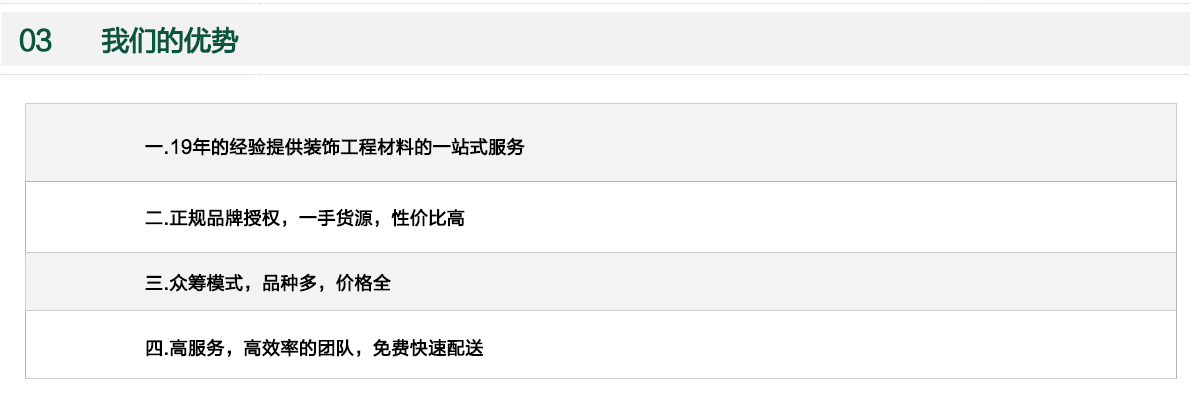 03 我们的优势
一.19年的经验提供装饰工程材料的一站式服务
二.正规品牌授权，一手货源，性价比高
三.众筹模式，品种多，价格全
四.高服务，高效率的团队，免费快速配送